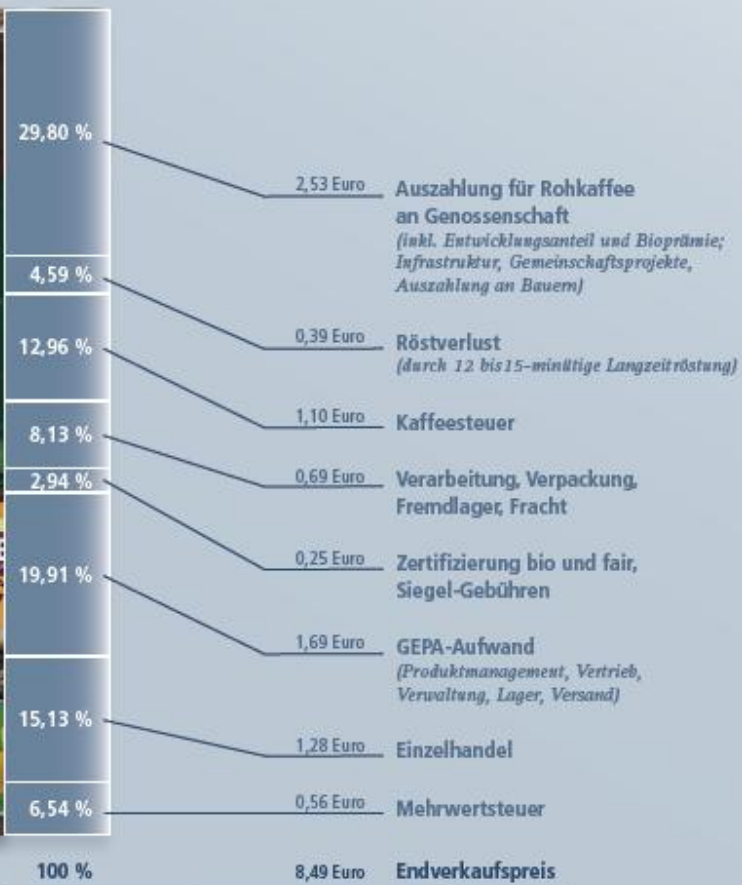 29,80 %
2,53 Euro Auszahlung für Rohkaffee
an Genossenschaft
(inkl. Entwicklungsanteil und Bioprämie;
Infrastruktur, Gemeinschaftsprojekte,
Auszahlung an Bauern)
4,59 %
0,39 Euro Röstverlust
(durch 12 bis15-minütige Langzeitröstung)
12,96 %
1,10 Euro Kaffeesteuer
8,13 %
0,69 Euro Verarbeitung, Verpackung,
Fremdlager, Fracht
2,94 %
0,25 Euro Zertifizierung bio und fair,
Siegel-Gebühren
19,91 %
1,69 Euro GEPA-Aufwand
(Produktmanagement, Vertrieb,
Verwaltung, Lager, Versand)
15,13 %
1,28 Euro Einzelhandel
6,54 %
0,56 Euro Mehrwertsteuer
100 % 8,49 Euro Endverkaufspreis